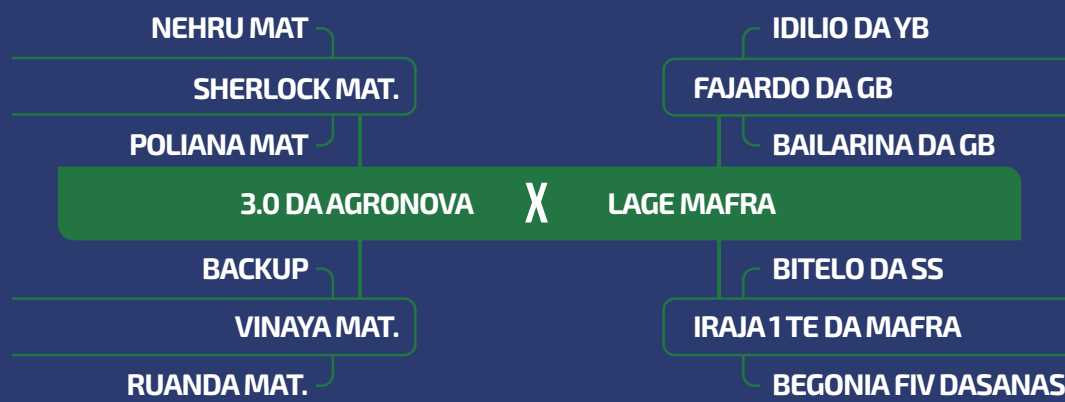 NEHRU MAT
IDILIO DA YB
SHERLOCK MAT.
FAJARDO DA GB
POLIANA MAT
BAILARINA DA GB
3.0 DA AGRONOVA X LAGE MAFRA
BACKUP
BITELO DA SS
VINAYA MAT.
IRAJA 1 TE DA MAFRA
RUANDA MAT.
BEGONIA FIV DASANAS